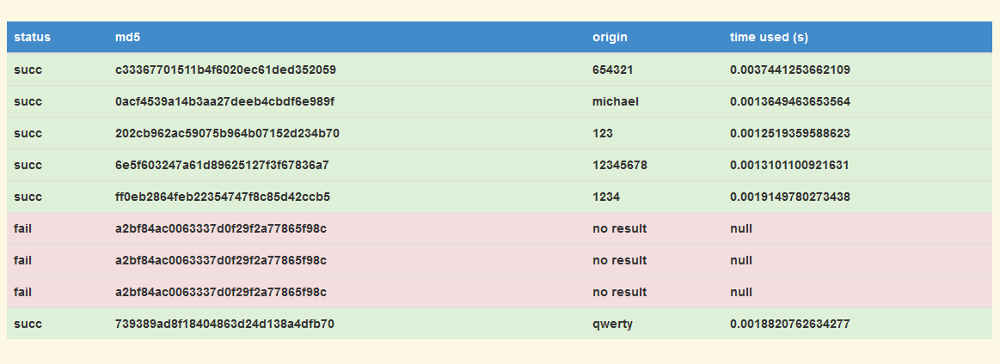 status md5 origin time used (s)
succ c33367701511b4f6020ec61ded352059 654321 0.0037441253662109
succ 0acf4539a14b3aa27deeb4cbdf6e989f michael 0.0013649463653564
succ 202cb962ac59075b964b07152d234b70 123 0.0012519359588623
succ 6e5f603247a61d89625127f3f67836a7 12345678 0.0013101100921631
succ ff0eb2864feb22354747f8c85d42ccb5 1234 0.0019149780273438
fail a2bf84ac0063337d0f29f2a77865f98c no result null
fail a2bf84ac0063337d0f29f2a77865f98c no result null
fail a2bf84ac0063337d0f29f2a77865f98c no result null
succ 739389ad8f18404863d24d138a4dfb70 qwerty 0.0018820762634277